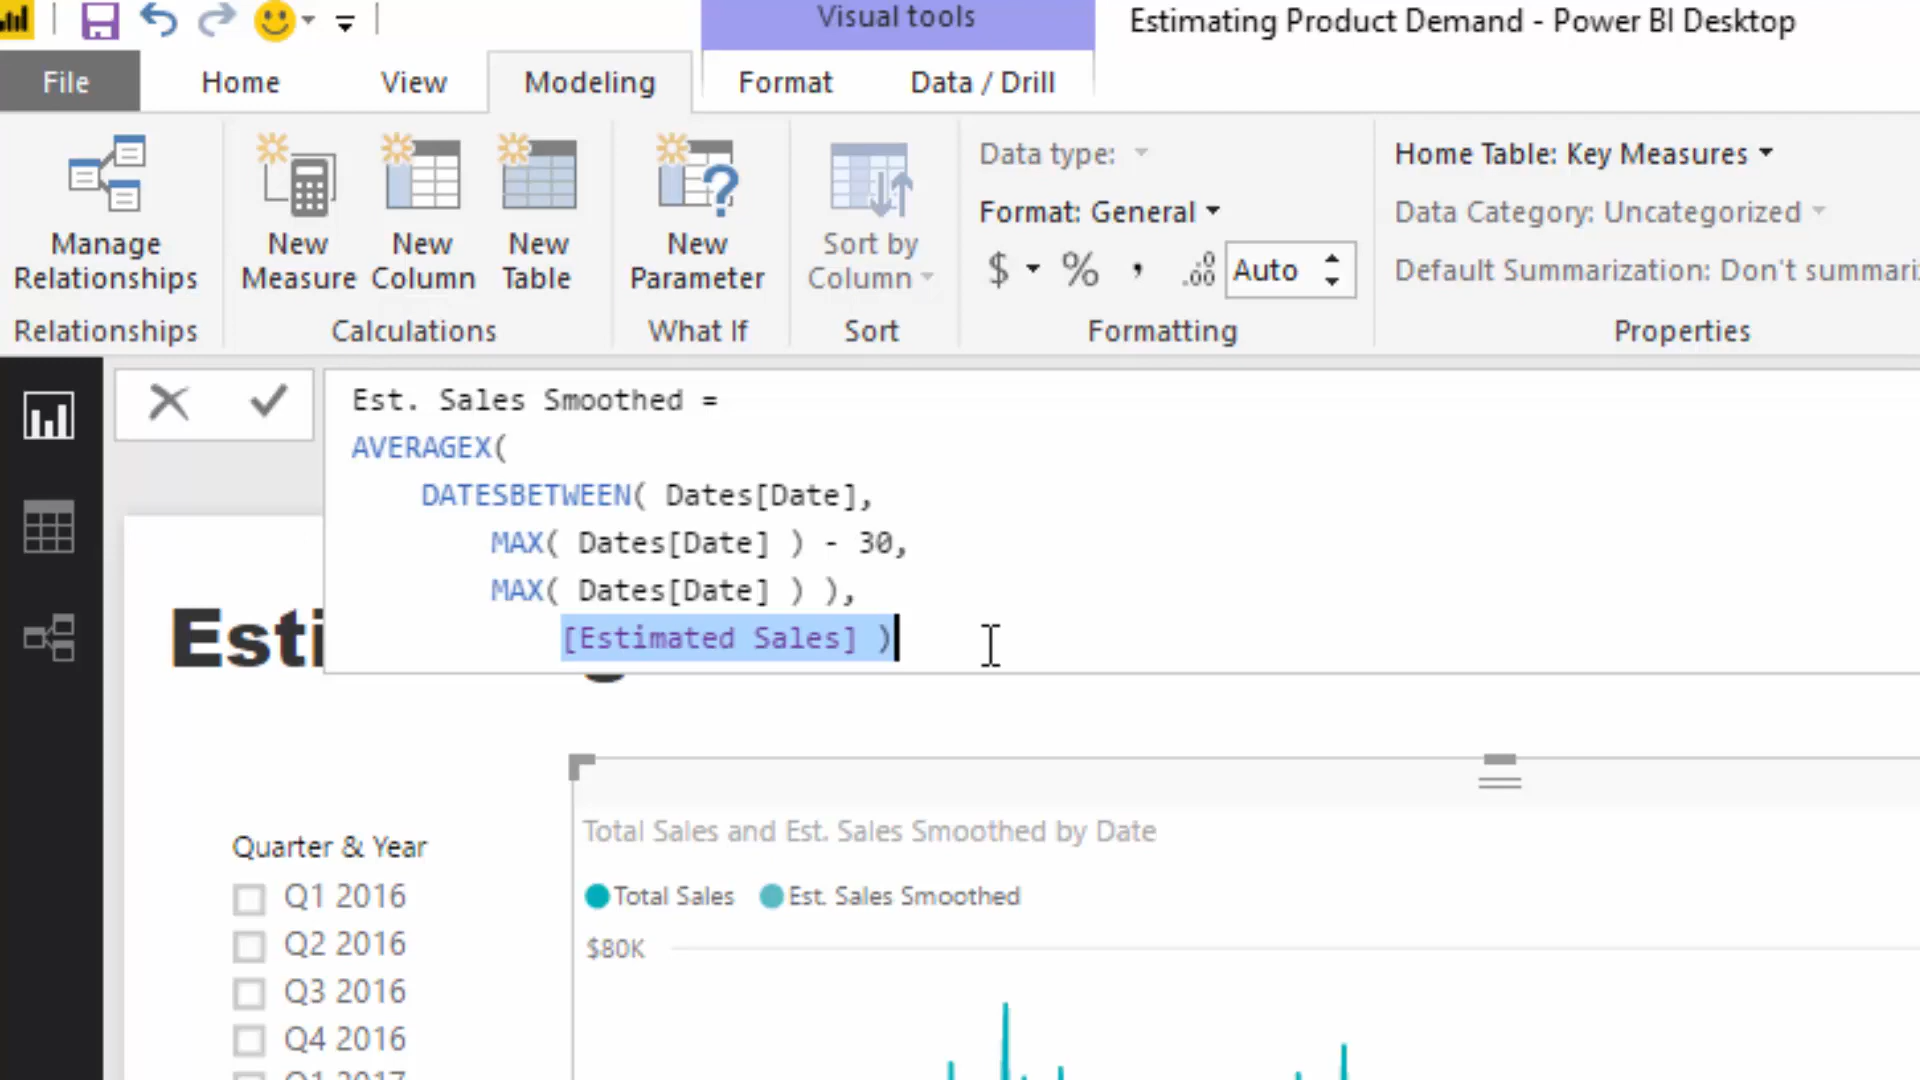 Visual tools
Estimating Product Demand - Power BI Desktop
File Home View Modeling Format Data / Drill
Manage Relationships
New Measure
New Column
New Table
New Parameter
Sort by Column
Data type:
Format: General
$ % , .00 Auto
Home Table: Key Measures
Data Category: Uncategorized
Default Summarization: Don't summari
Relationships Calculations What If Sort Formatting Properties
Est. Sales Smoothed =
AVERAGEX(
DATESBETWEEN( Dates[Date],
MAX( Dates[Date] ) - 30,
MAX( Dates[Date] ) ),
[Estimated Sales] )
Esti
Quarter & Year
Q1 2016
Q2 2016
Q3 2016
Q4 2016
Q1 2017
Total Sales and Est. Sales Smoothed by Date
Total Sales Est. Sales Smoothed
$80K